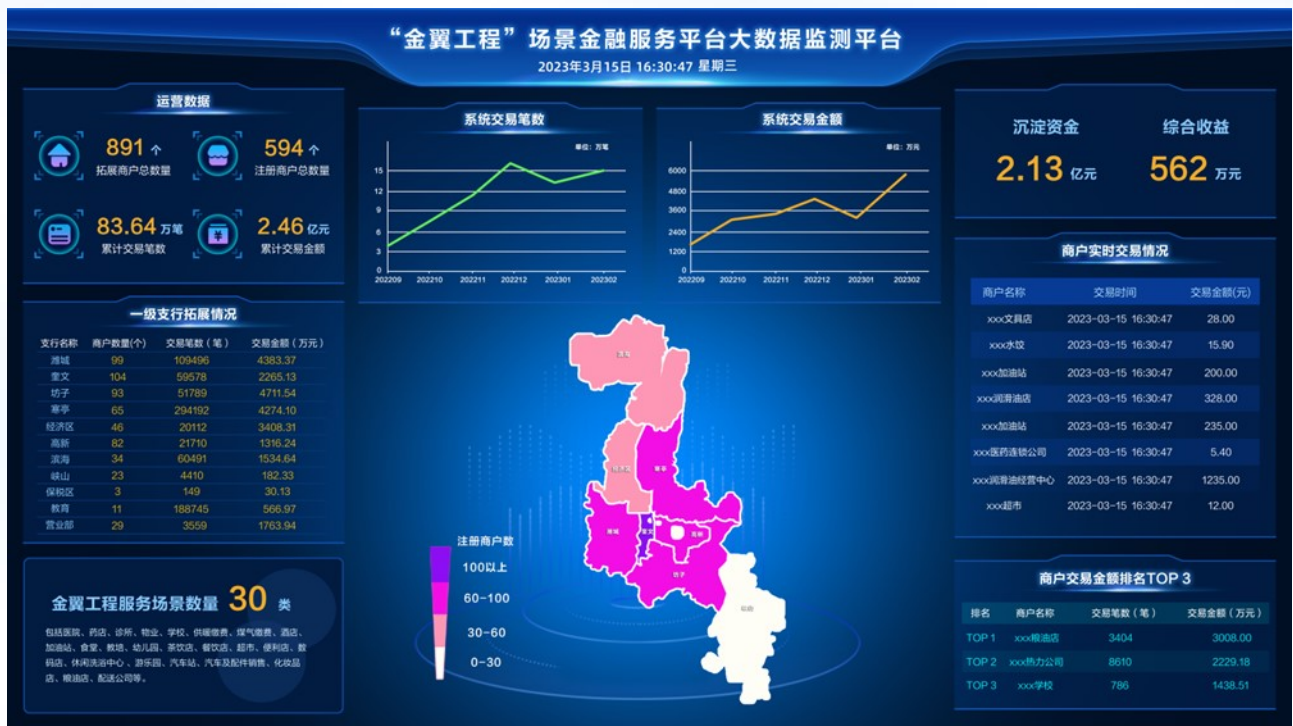 “金翼工程”场景金融服务平台大数据监测平台
2023年3月15日 16:30:47 星期三
运营数据
891 个
拓展商户总数量
594 个
注册商户总数量
83.64 万笔
累计交易笔数
2.46 亿元
累计交易金额
一级支行拓展情况
支行名称 商户数量(个) 交易笔数（笔） 交易金额（万元）
潍城 99 109496 4383.37
奎文 104 59578 2265.13
坊子 93 51789 4711.54
寒亭 65 294192 4274.10
经济区 46 20112 3408.31
高新 82 21710 1316.24
滨海 34 60491 1534.64
峡山 23 4410 182.33
保税区 3 149 30.13
教育 11 188745 566.97
营业部 29 3559 1763.94
金翼工程服务场景数量 30 类
包括医院、药店、诊所、物业、学校、供暖缴费、煤气缴费、酒店、
加油站、食堂、教培、幼儿园、茶饮店、餐饮店、超市、便利店、数
码店、休闲洗浴中心、游乐园、汽车站、汽车及配件销售、化妆品
店、粮油店、配送公司等。
系统交易笔数
单位：万笔
15
12
9
6
3
0
202209 202210 202211 202212 202301 202302
系统交易金额
单位：万元
6000
4800
3600
2400
1200
0
202209 202210 202211 202212 202301 202302
滨海
经济区
寒亭
潍城
奎文
高新
坊子
注册商户数
100以上
60-100
30-60
0-30
沉淀资金
2.13 亿元
综合收益
562 万元
商户实时交易情况
商户名称 交易时间 交易金额(元)
xxx文具店 2023-03-15 16:30:47 28.00
xxx水饺 2023-03-15 16:30:47 15.90
xxx加油站 2023-03-15 16:30:47 200.00
xxx润滑油店 2023-03-15 16:30:47 328.00
xxx加油站 2023-03-15 16:30:47 235.00
xxx医药连锁公司 2023-03-15 16:30:47 5.40
xxx润滑油经营中心 2023-03-15 16:30:47 1235.00
xxx超市 2023-03-15 16:30:47 12.00
商户交易金额排名TOP 3
排名 商户名称 交易笔数（笔） 交易金额（万元）
TOP 1 xxx粮油店 3404 3008.00
TOP 2 xxx热力公司 8610 2229.18
TOP 3 xxx学校 786 1438.51